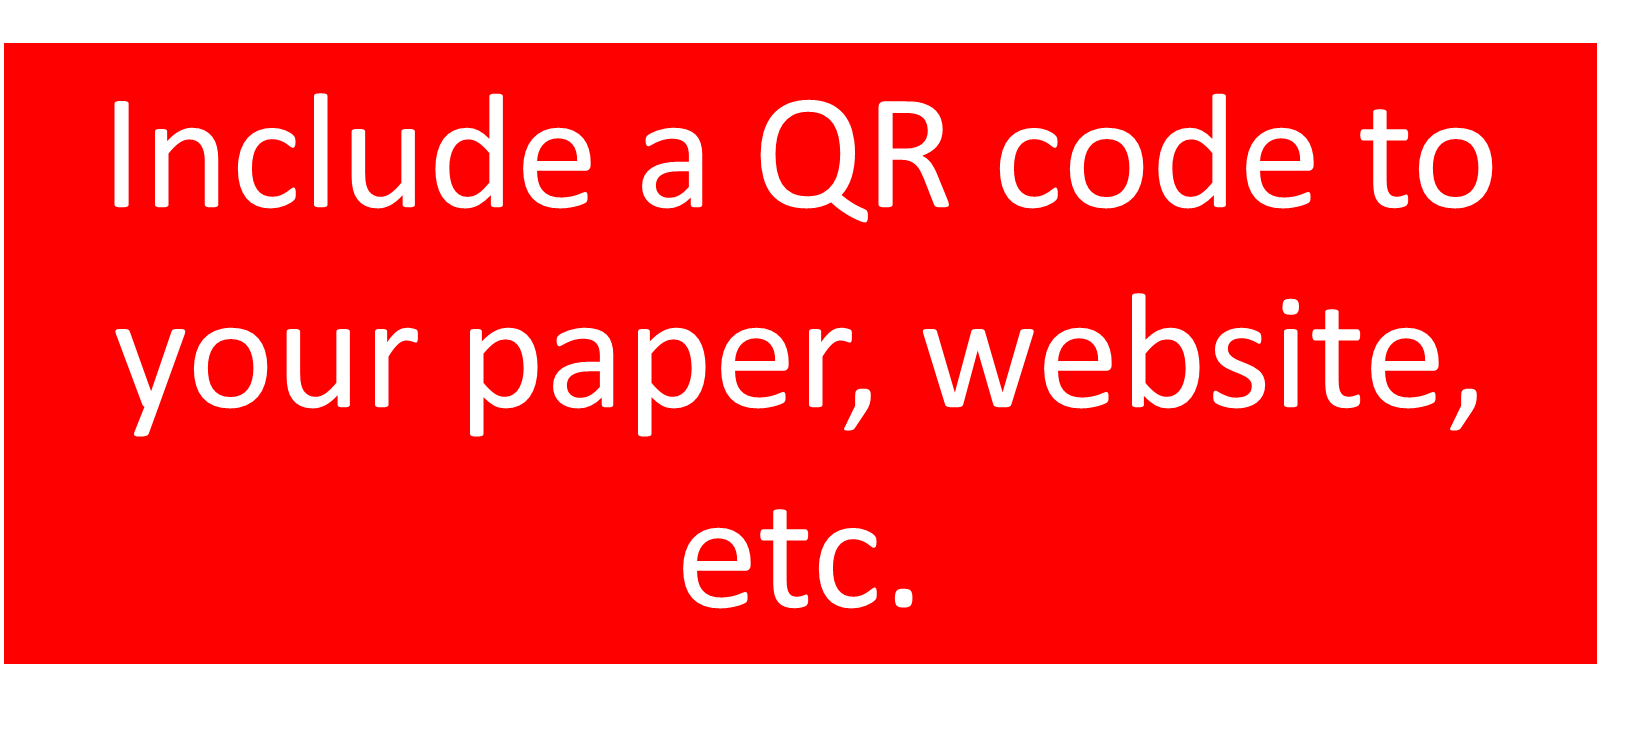 Include a QR code to
your paper, website,
etc.